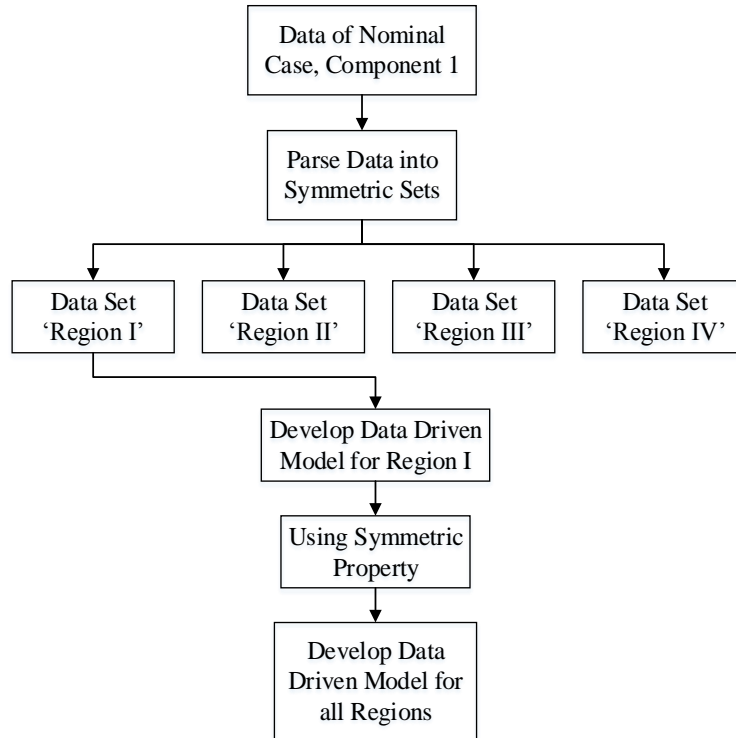 Data of Nominal
Case, Component 1
Parse Data into
Symmetric Sets
Data Set
‘Region I’
Data Set
‘Region II’
Data Set
‘Region III’
Data Set
‘Region IV’
Develop Data Driven
Model for Region I
Using Symmetric
Property
Develop Data
Driven Model for
all Regions